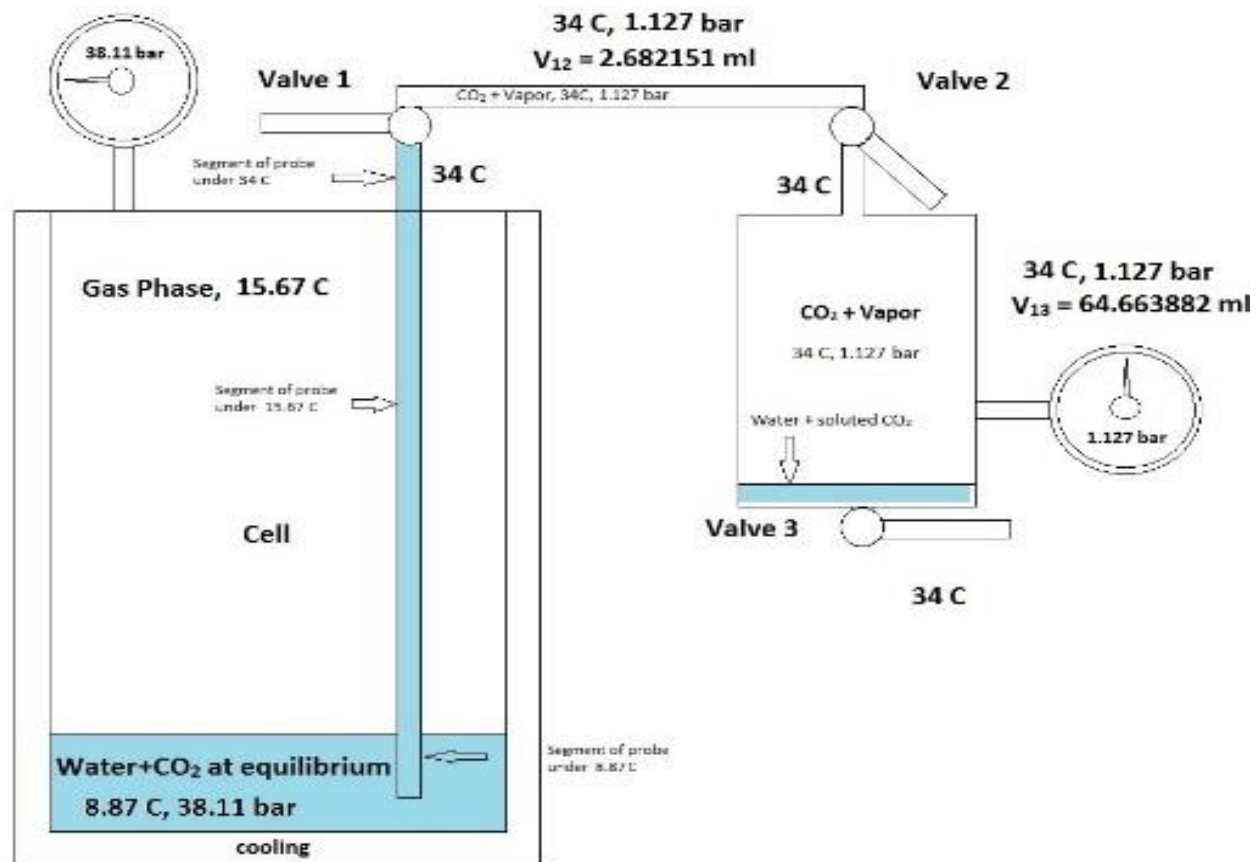 38.11 bar
Valve 1
34 C, 1.127 bar
V₁₂ = 2.682151 ml
CO₂ + Vapor, 34C, 1.127 bar
Valve 2
Segment of probe
under 34 C
34 C
34 C
Gas Phase, 15.67 C
34 C, 1.127 bar
V₁₃ = 64.663882 ml
CO₂ + Vapor
34 C, 1.127 bar
Segment of probe
under 15.67 C
Water + soluted CO₂
1.127 bar
Cell
Valve 3
34 C
Water+CO₂ at equilibrium
8.87 C, 38.11 bar
Segment of probe
under 8.87C
cooling